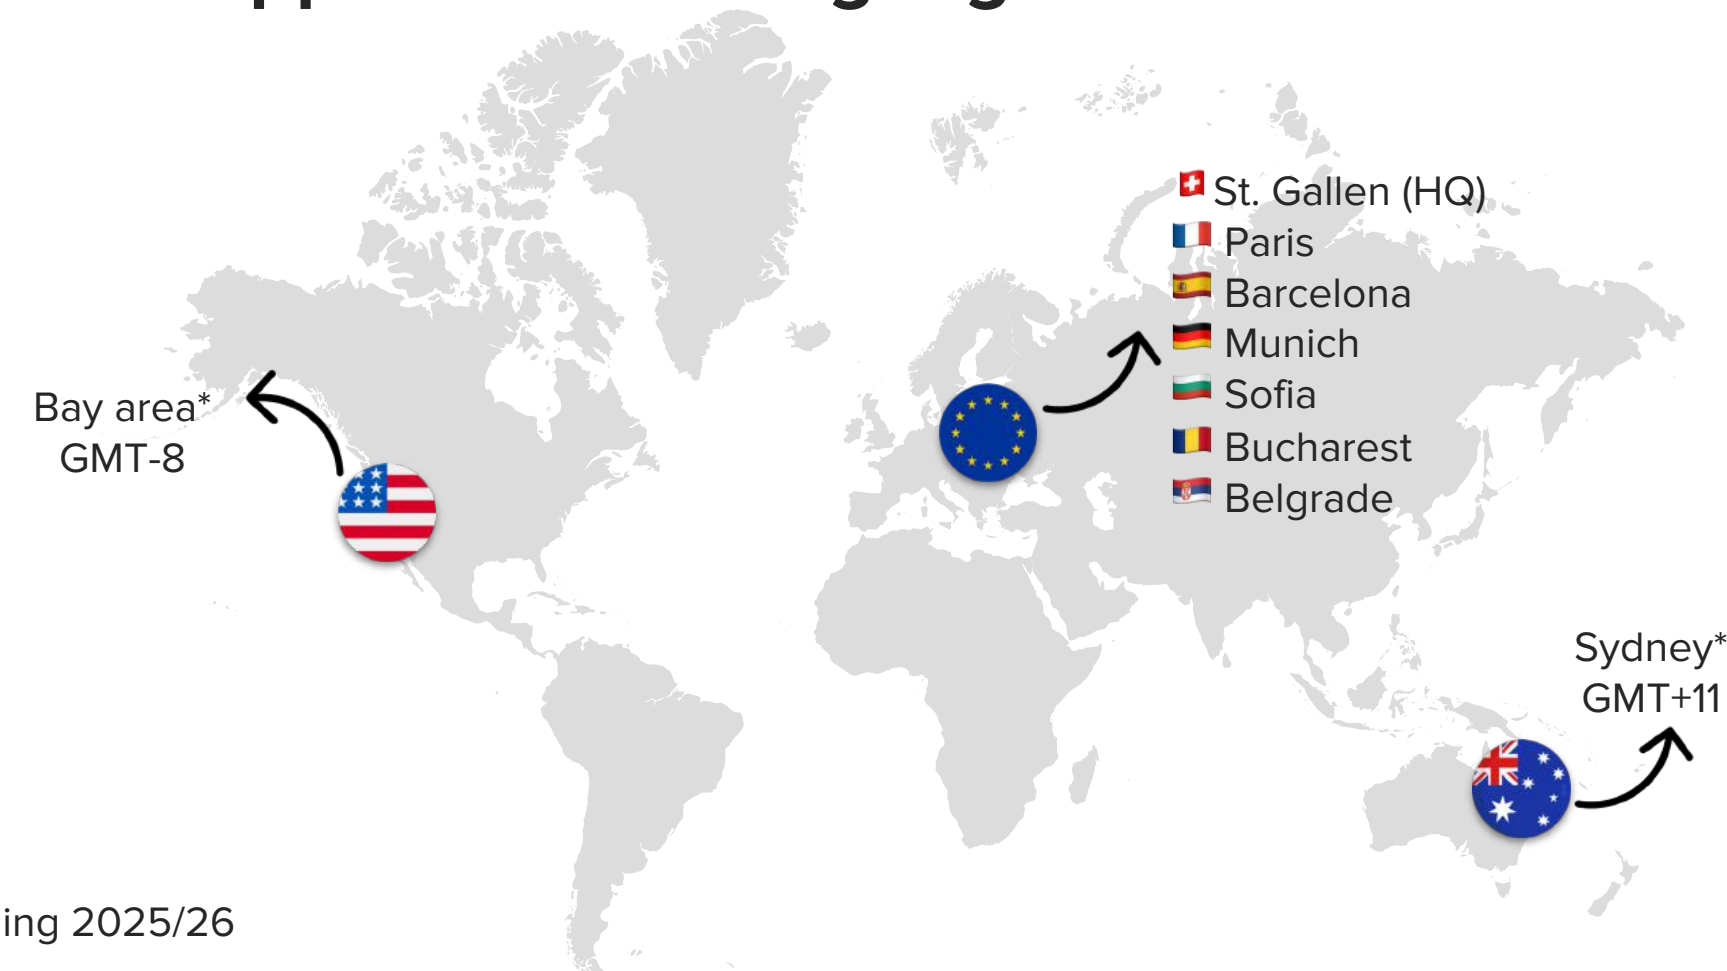 Bay area*
GMT-8
St. Gallen (HQ)
Paris
Barcelona
Munich
Sofia
Bucharest
Belgrade
Sydney*
GMT+11
ing 2025/26